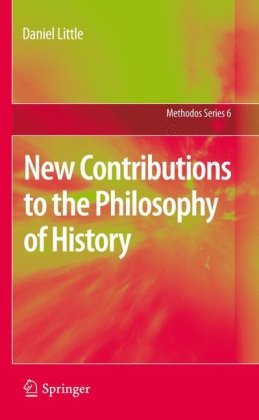 Daniel Little
Methodos Series 6
New Contributions
to the Philosophy
of History
Springer